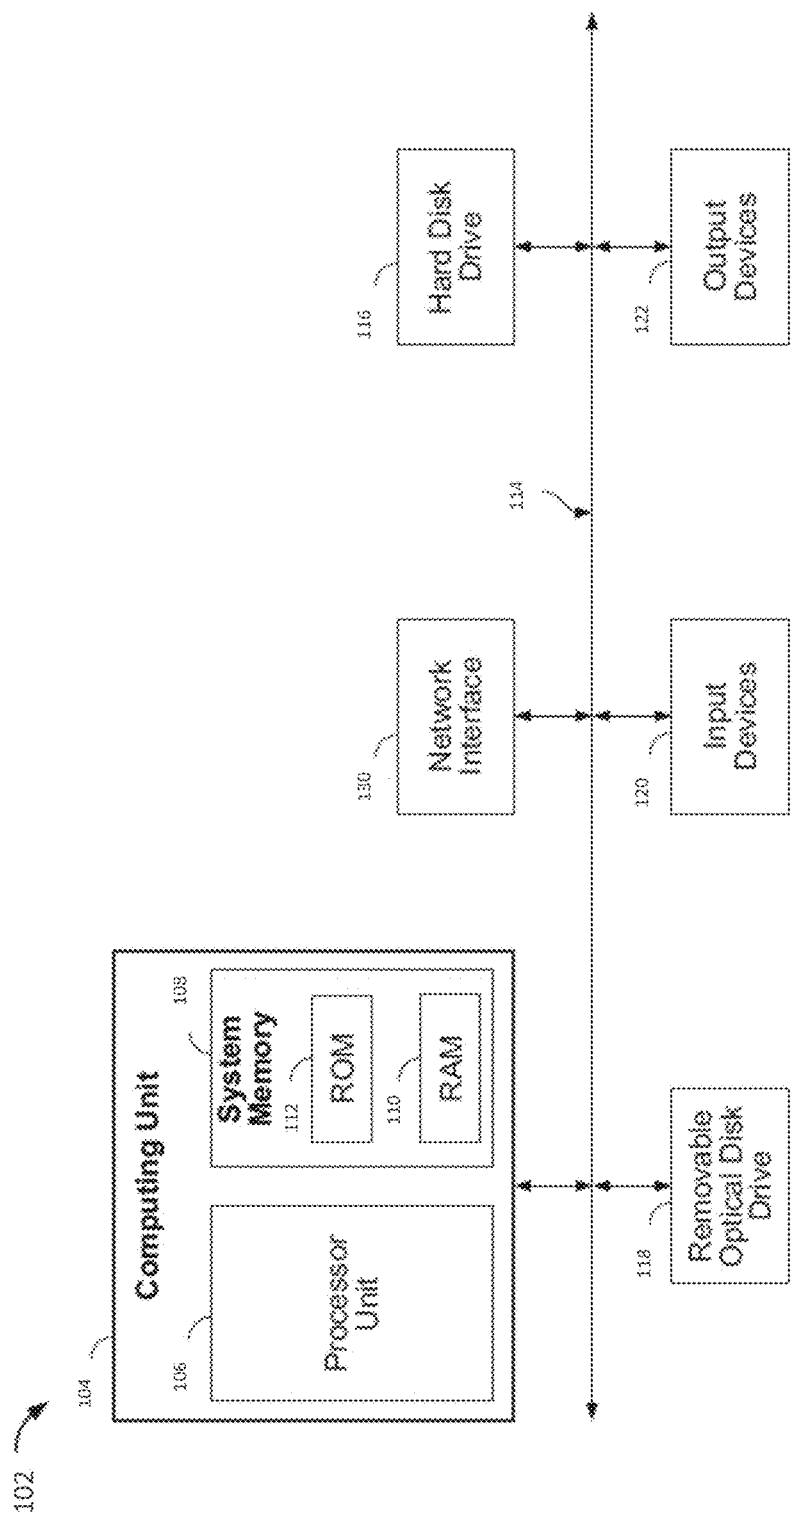 102
104
Computing Unit
106
Processor
Unit
108
System
Memory
112
ROM
110
RAM
130
Network
Interface
116
Hard Disk
Drive
114
118
Removable
Optical Disk
Drive
120
Input
Devices
122
Output
Devices